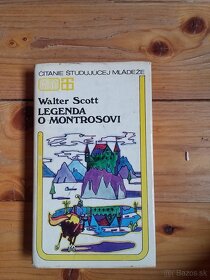 ČÍTANIE ŠTUDUJÚCEJ MLÁDEŽE
Walter Scott
LEGENDA
O MONTROSOVI
bazos.sk